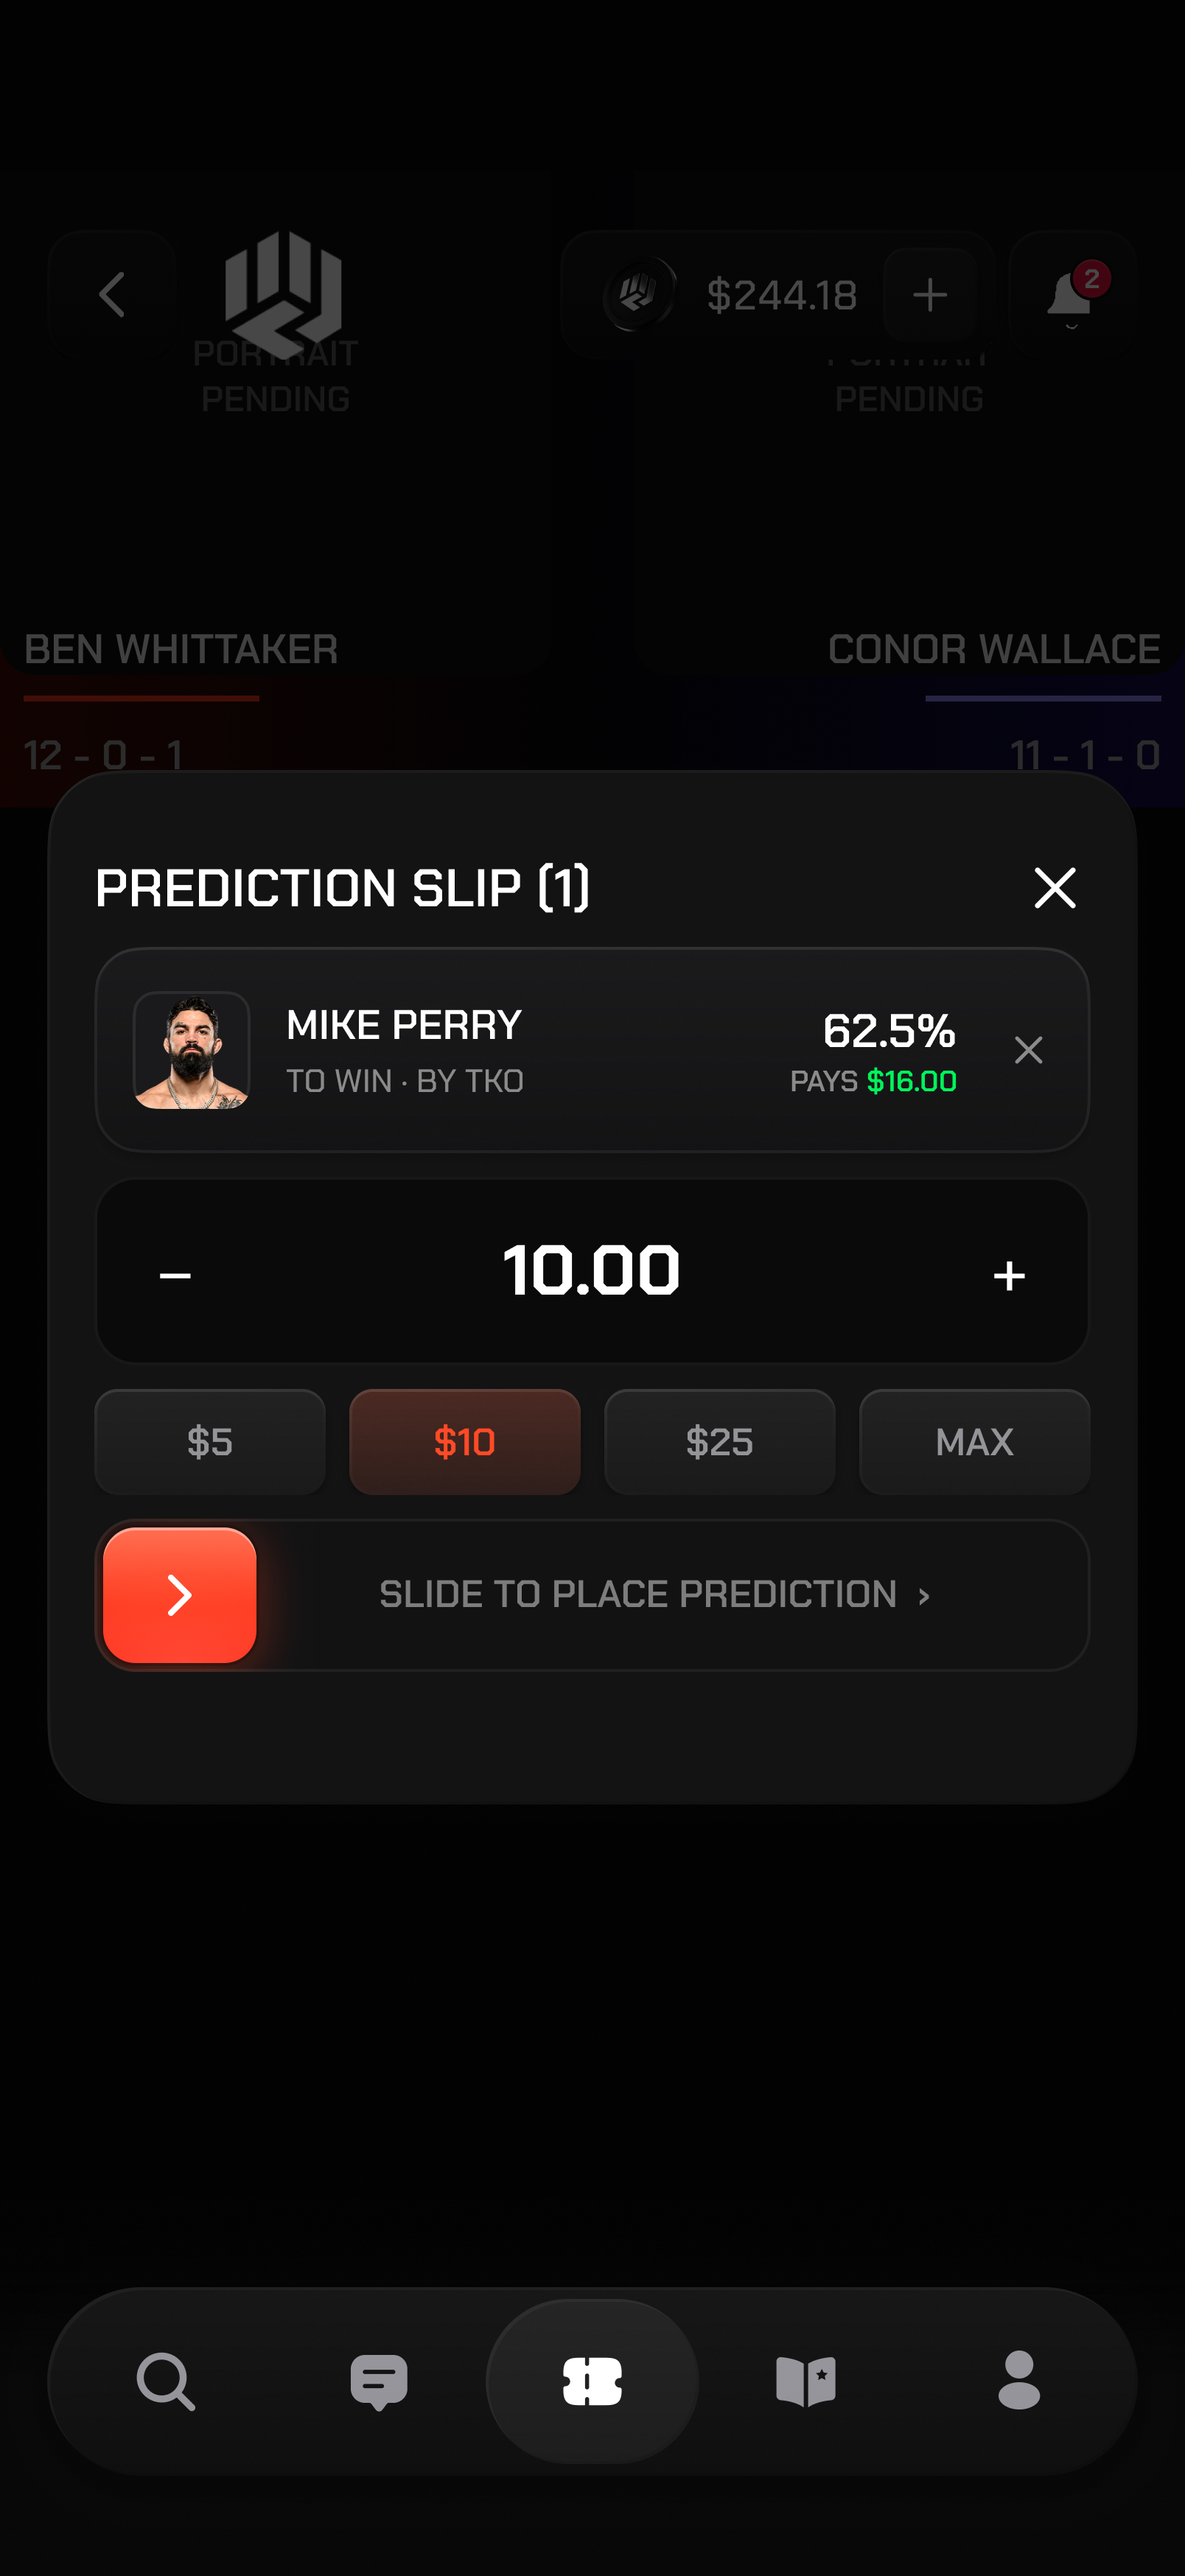 $244.18
2
PORTRAIT
PENDING
PORTRAIT
PENDING
BEN WHITTAKER
CONOR WALLACE
12 - 0 - 1
11 - 1 - 0
PREDICTION SLIP (1)
MIKE PERRY
62.5%
TO WIN · BY TKO
PAYS $16.00
10.00
$5
$10
$25
MAX
SLIDE TO PLACE PREDICTION ›